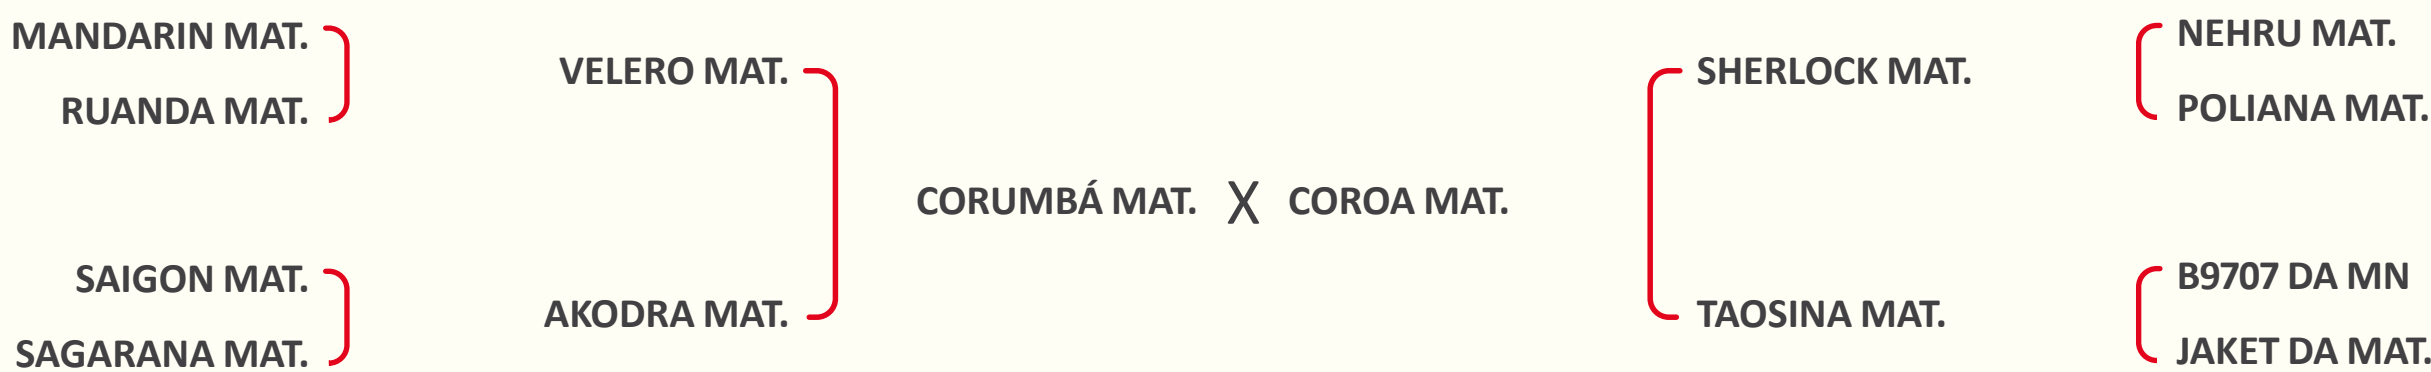 MANDARIN MAT.
RUANDA MAT.
SAIGON MAT.
SAGARANA MAT.
VELERO MAT.
AKODRA MAT.
CORUMBÁ MAT. X COROA MAT.
SHERLOCK MAT.
TAOSINA MAT.
NEHRU MAT.
POLIANA MAT.
B9707 DA MN
JAKET DA MAT.